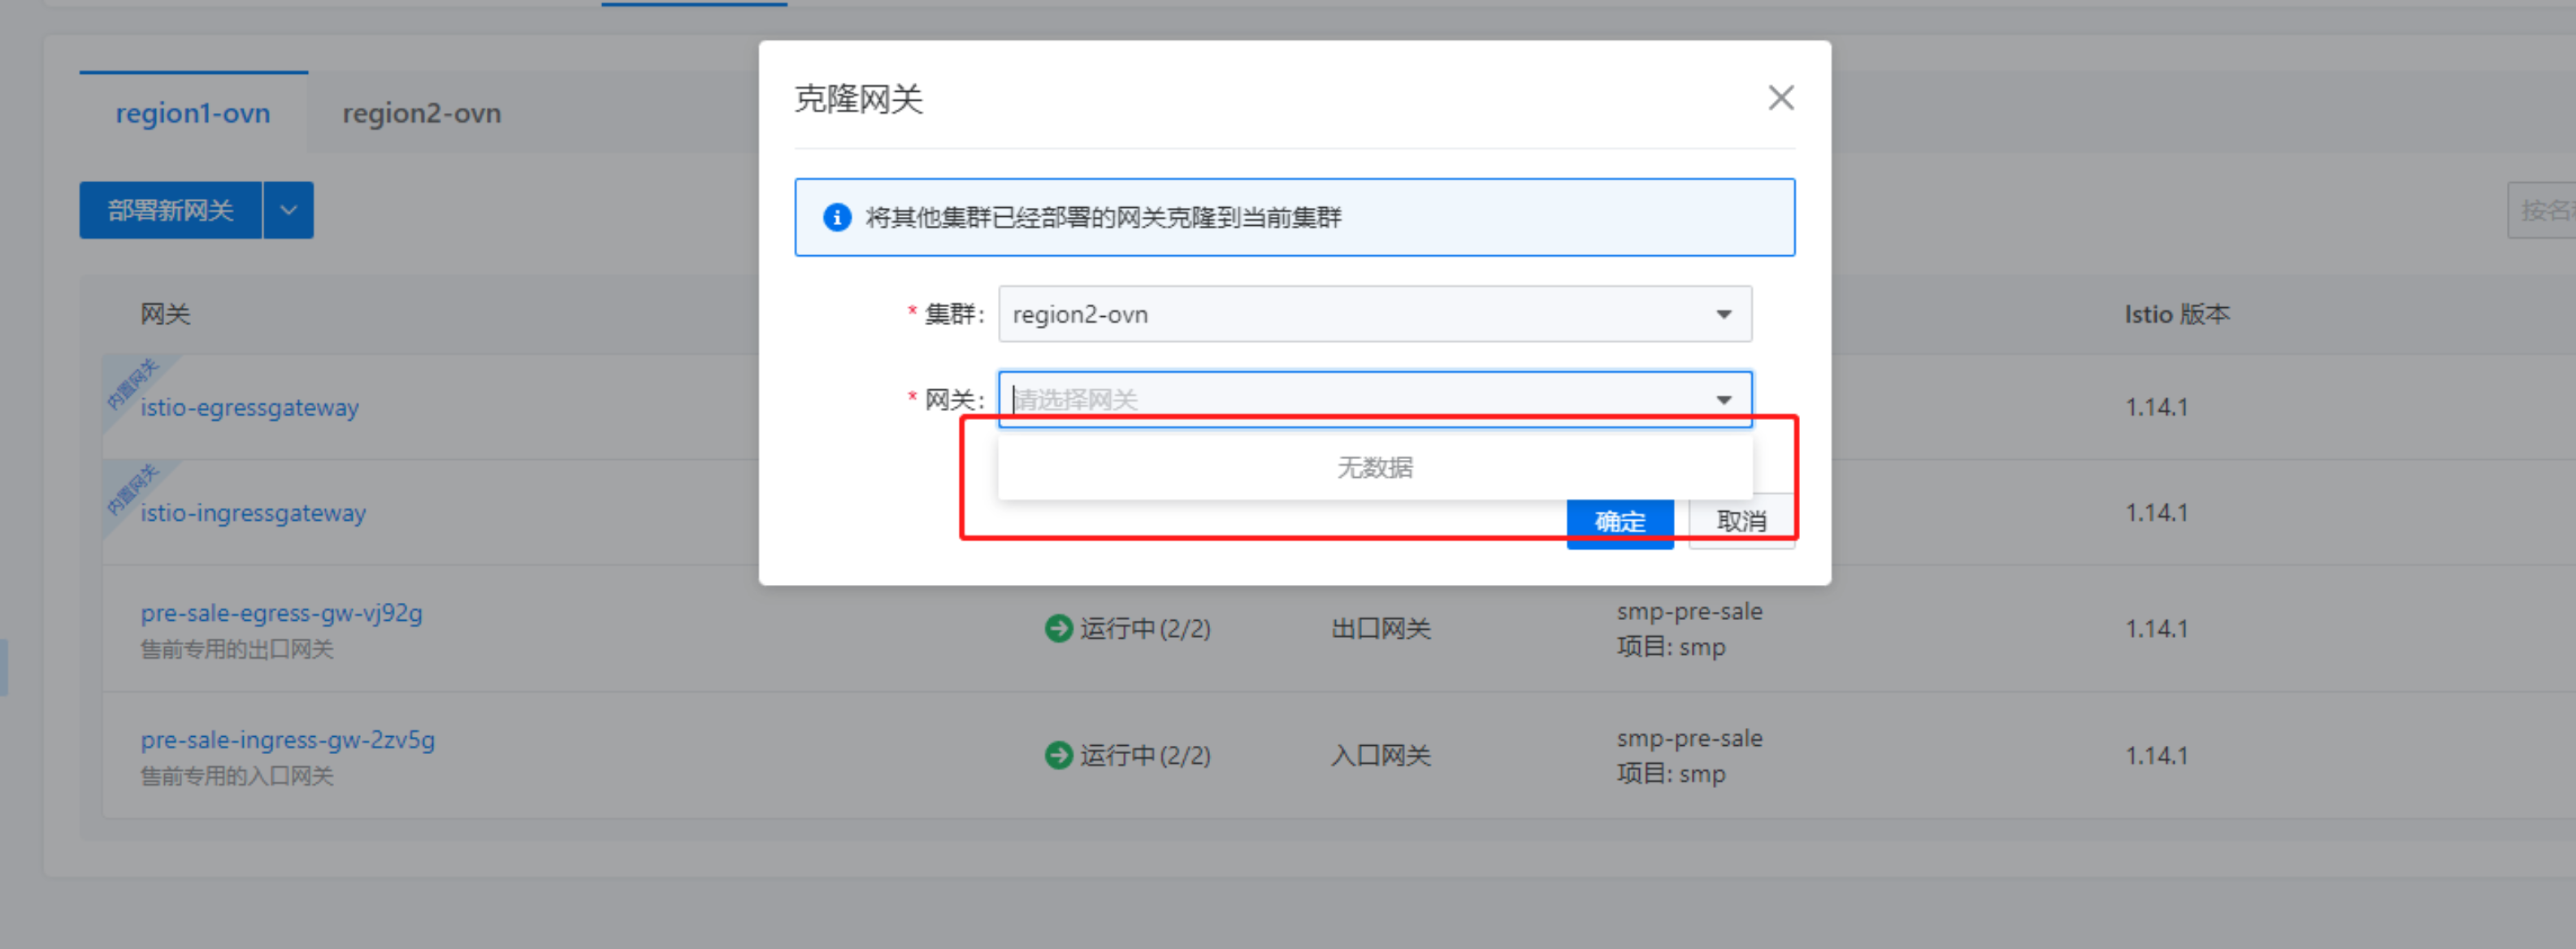 region1-ovn
region2-ovn
部署新网关
网关
Istio 版本
内置网关
istio-egressgateway
1.14.1
内置网关
istio-ingressgateway
1.14.1
pre-sale-egress-gw-vj92g
售前专用的出口网关
运行中 (2/2)
出口网关
smp-pre-sale
项目: smp
1.14.1
pre-sale-ingress-gw-2zv5g
售前专用的入口网关
运行中 (2/2)
入口网关
smp-pre-sale
项目: smp
1.14.1
克隆网关
将其他集群已经部署的网关克隆到当前集群
* 集群:
region2-ovn
* 网关:
请选择网关
无数据
确定
取消